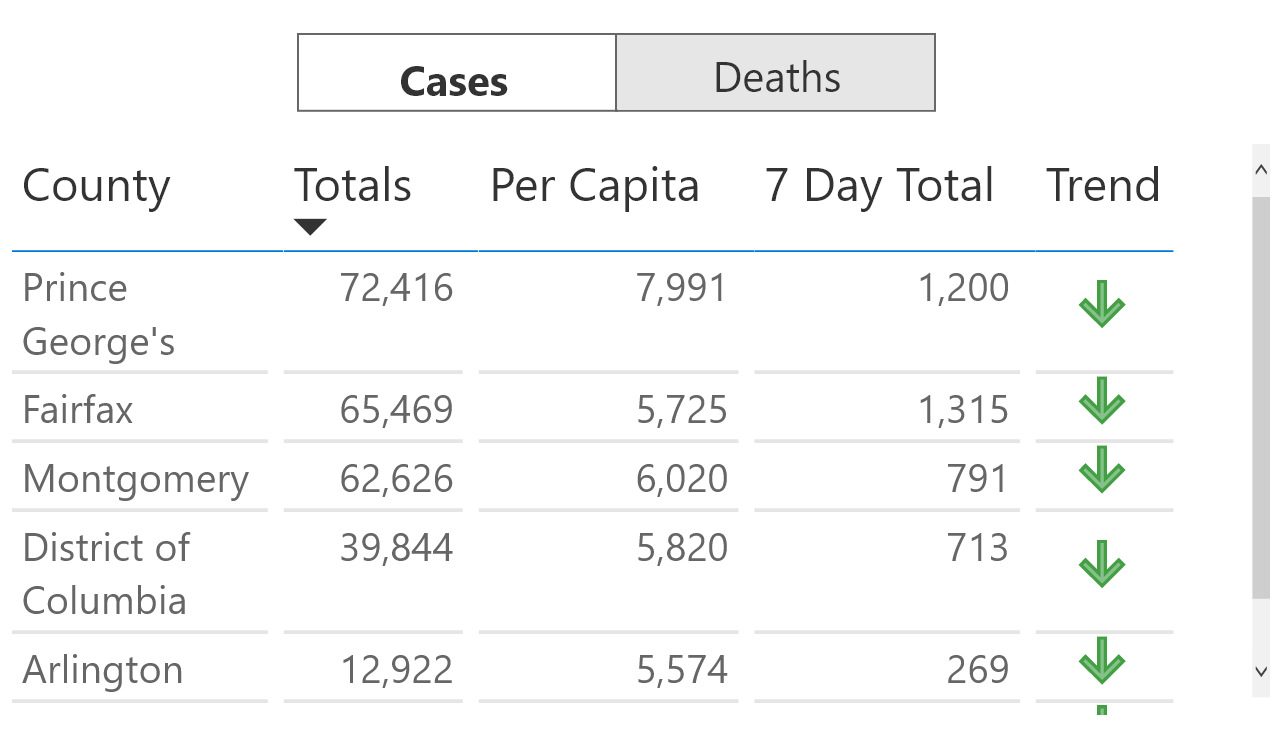 Cases Deaths
County Totals Per Capita 7 Day Total Trend
Prince 72,416 7,991 1,200
George's
Fairfax 65,469 5,725 1,315
Montgomery 62,626 6,020 791
District of 39,844 5,820 713
Columbia
Arlington 12,922 5,574 269